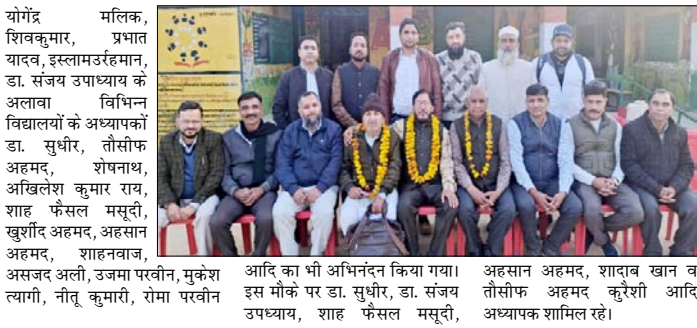 योगेंद्र मलिक,
शिवकुमार, प्रभात
यादव, इस्लामउर्रहमान,
डा. संजय उपाध्याय के
अलावा विभिन्न
विद्यालयों के अध्यापकों
डा. सुधीर, तौसीफ
अहमद, शेषनाथ,
अखिलेश कुमार राय,
शाह फैसल मसूदी,
खुर्शीद अहमद, अहसान
अहमद, शाहनवाज,
असजद अली, उजमा परवीन, मुकेश
त्यागी, नीतू कुमारी, रोमा परवीन
आदि का भी अभिनंदन किया गया।
इस मौके पर डा. सुधीर, डा. संजय
उपध्याय, शाह फैसल मसूदी,
अहसान अहमद, शादाब खान व
तौसीफ अहमद कुरैशी आदि
अध्यापक शामिल रहे।